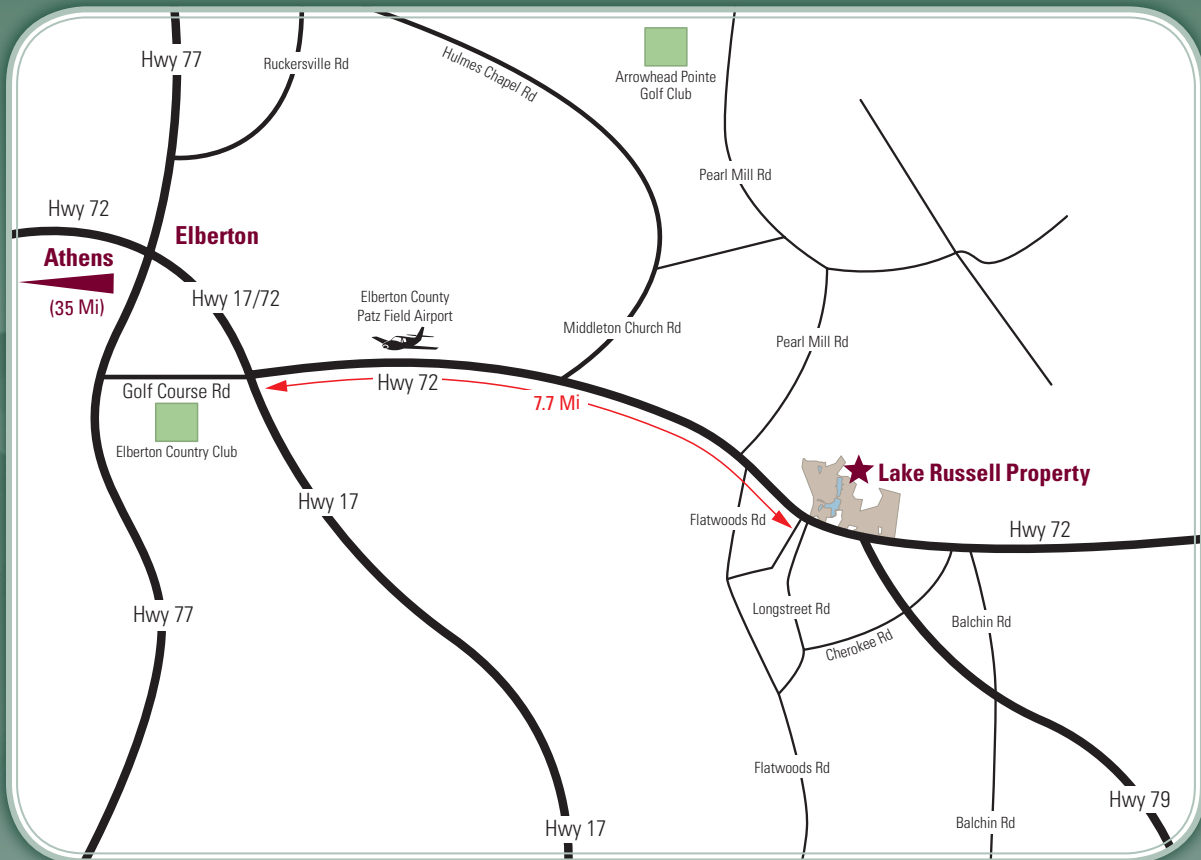 Hwy 77
Ruckersville Rd
Hulmes Chapel Rd
Arrowhead Pointe
Golf Club
Pearl Mill Rd
Hwy 72
Elberton
Athens
(35 Mi)
Hwy 17/72
Elberton County
Patz Field Airport
Middleton Church Rd
Pearl Mill Rd
Golf Course Rd
Hwy 72
7.7 Mi
Elberton Country Club
Lake Russell Property
Hwy 17
Flatwoods Rd
Hwy 72
Hwy 77
Longstreet Rd
Cherokee Rd
Balchin Rd
Flatwoods Rd
Hwy 79
Hwy 17
Balchin Rd